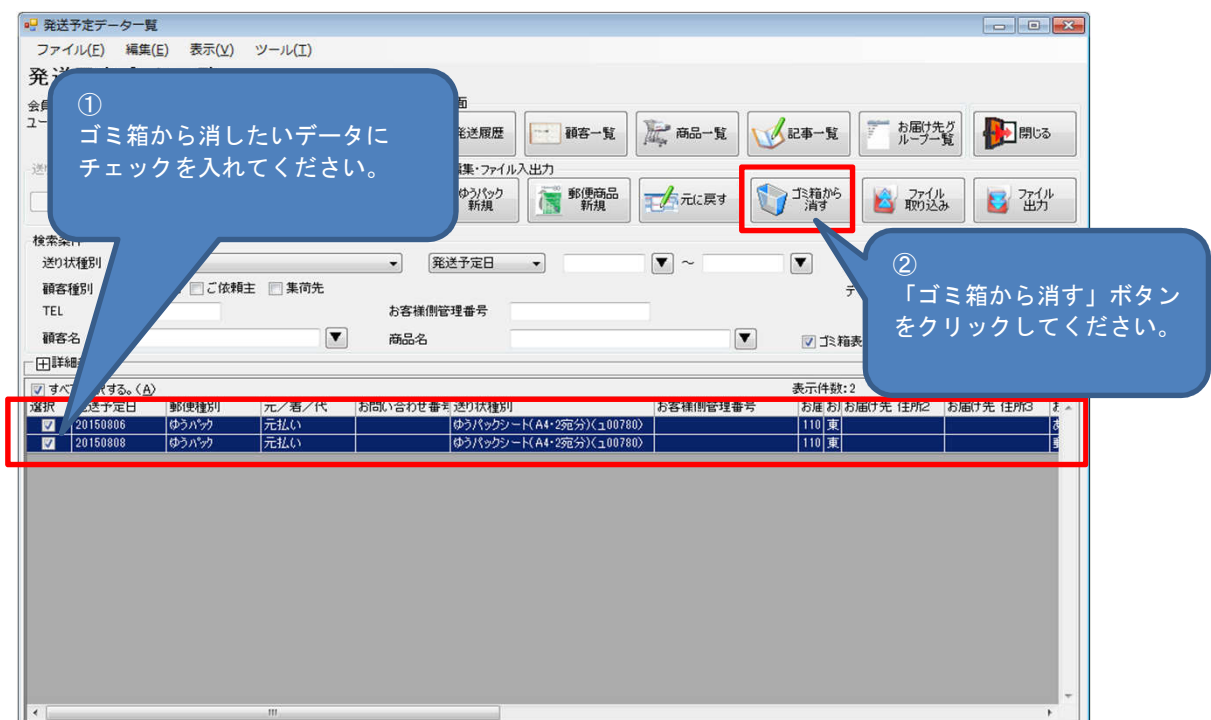 発送予定データ一覧
ファイル(F) 編集(E) 表示(V) ツール(T)
①
ゴミ箱から消したいデータに
チェックを入れてください。
発送履歴
顧客一覧
商品一覧
記事一覧
お届け先グ
ループ一覧
閉じる
編集・ファイル入出力
ゆうパック
新規
郵便商品
新規
元に戻す
ゴミ箱から
消す
ファイル
取り込み
ファイル
出力
②
「ゴミ箱から消す」ボタン
をクリックしてください。
検索条件
送り状種別
発送予定日
～
顧客種別
ご依頼主
集荷先
TEL
お客様側管理番号
顧客名
商品名
ゴミ箱表
すべて選択する。(A)
表示件数:2
選択 発送予定日 郵便種別 元／着／代 お問い合わせ番号 送り状種別 お客様側管理番号 お届 お お届け先 住所2 お届け先 住所3
20150806 ゆうパック 元払い ゆうパックシート(A4・2宛分)(ュ00780) 110 東
20150808 ゆうパック 元払い ゆうパックシート(A4・2宛分)(ュ00780) 110 東